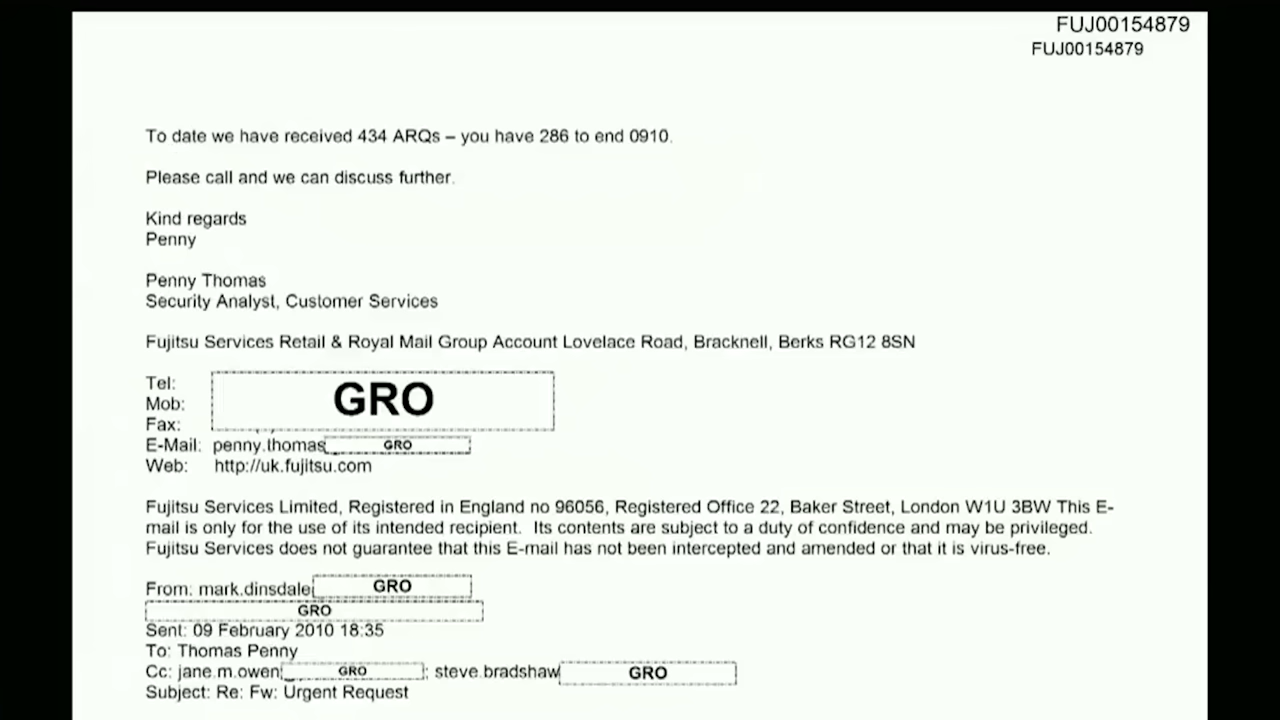 FUJ00154879
FUJ00154879
To date we have received 434 ARQs – you have 286 to end 0910.
Please call and we can discuss further.
Kind regards
Penny
Penny Thomas
Security Analyst, Customer Services
Fujitsu Services Retail & Royal Mail Group Account Lovelace Road, Bracknell, Berks RG12 8SN
Tel:
Mob:
GRO
Fax:
E-Mail: penny.thomas GRO
Web: http://uk.fujitsu.com
Fujitsu Services Limited, Registered in England no 96056, Registered Office 22, Baker Street, London W1U 3BW This E-
mail is only for the use of its intended recipient. Its contents are subject to a duty of confidence and may be privileged.
Fujitsu Services does not guarantee that this E-mail has not been intercepted and amended or that it is virus-free.
From: mark.dinsdale GRO
GRO
Sent: 09 February 2010 18:35
To: Thomas Penny
Cc: jane.m.owen GRO ; steve.bradshaw GRO
Subject: Re: Fw: Urgent Request